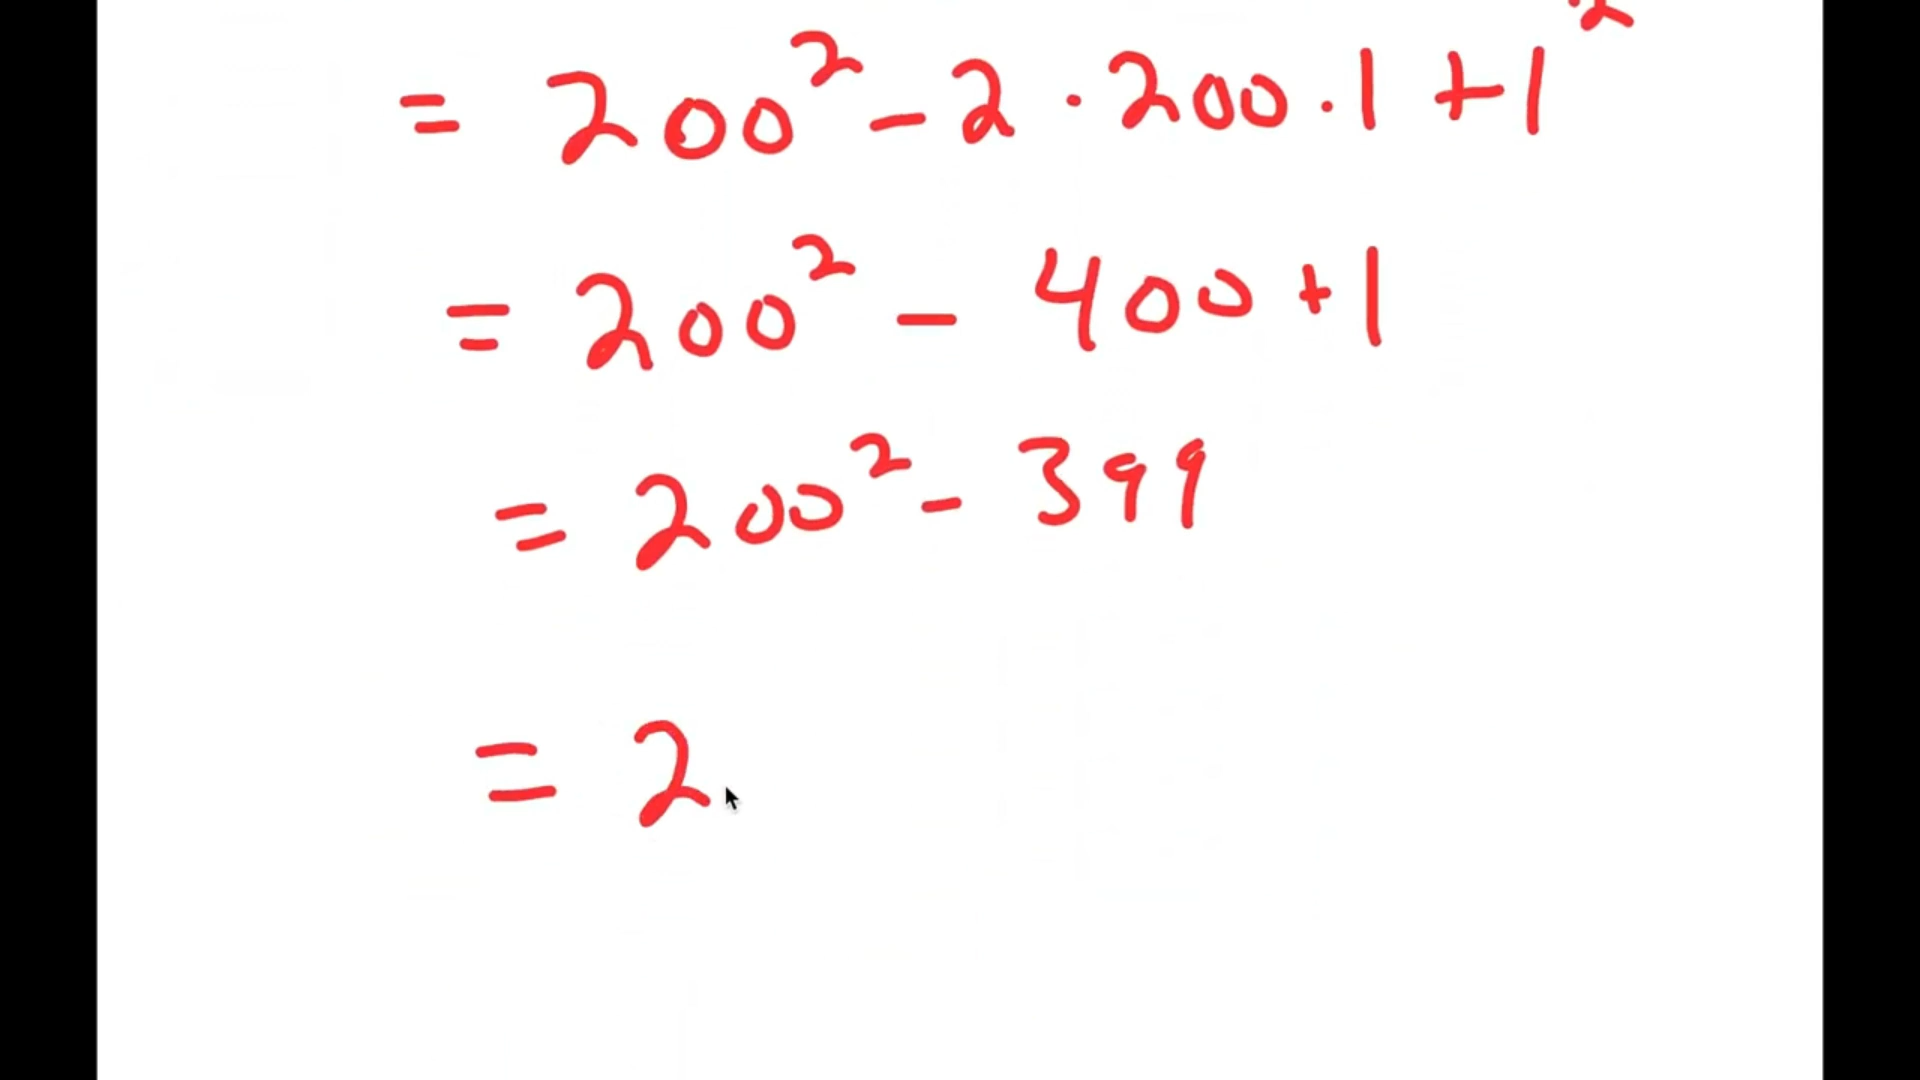 = 200² - 2 · 200 · 1 + 1²
= 200² - 400 + 1
= 200² - 399
= 2